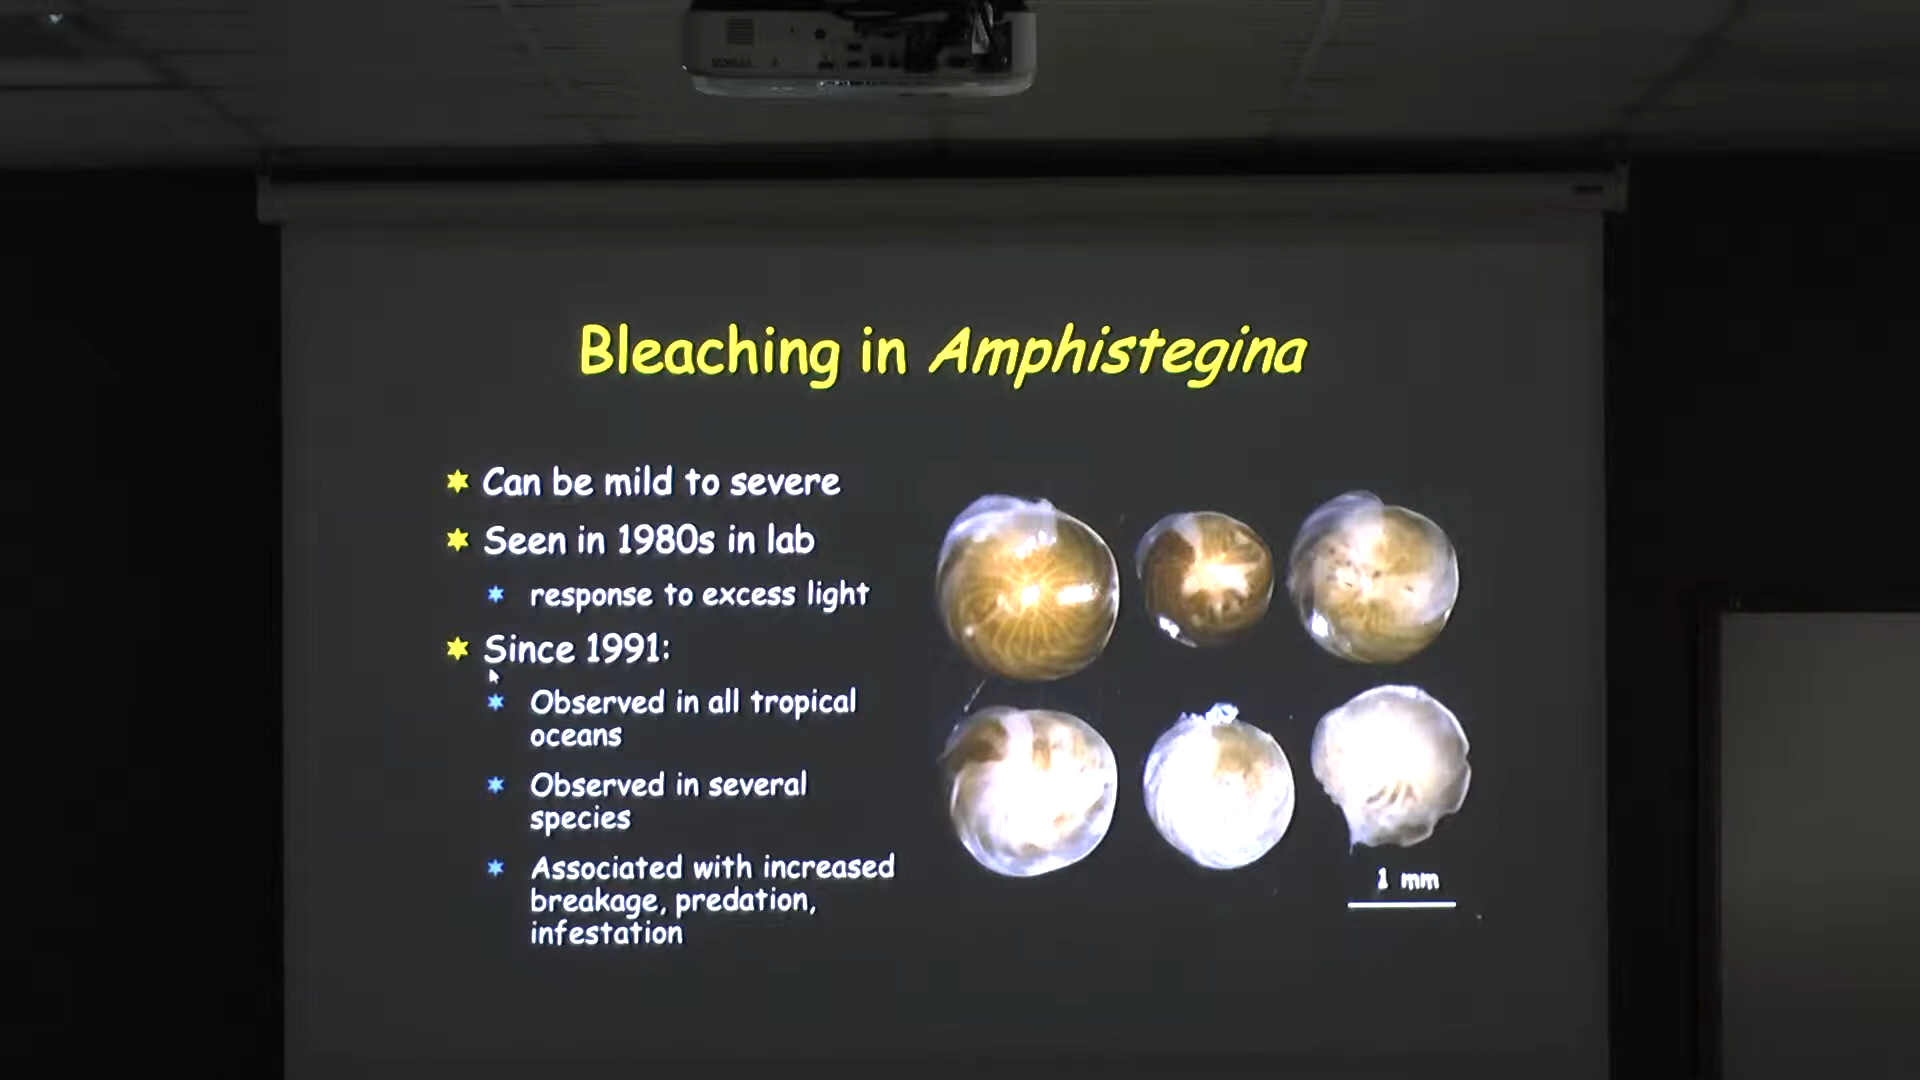 Bleaching in Amphistegina
Can be mild to severe
Seen in 1980s in lab
response to excess light
Since 1991:
Observed in all tropical
oceans
Observed in several
species
Associated with increased
breakage, predation,
infestation
1 mm